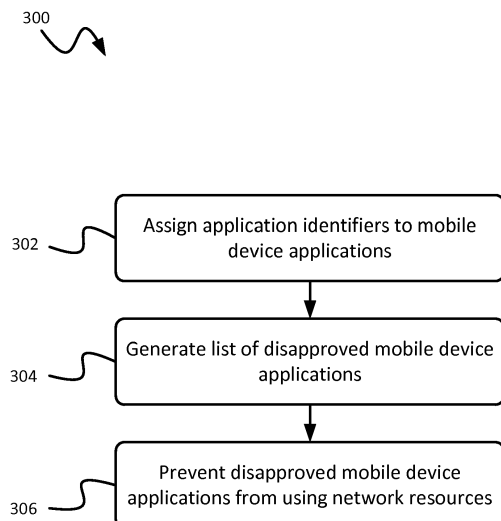 300
302
Assign application identifiers to mobile
device applications
304
Generate list of disapproved mobile device
applications
306
Prevent disapproved mobile device
applications from using network resources